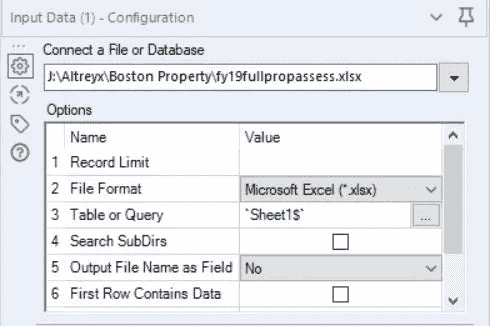 Input Data (1) - Configuration
Connect a File or Database
J:\Altreyx\Boston Property\fy19fullpropassess.xlsx
Options
Name Value
1 Record Limit
2 File Format Microsoft Excel (*.xlsx)
3 Table or Query `Sheet1$` ...
4 Search SubDirs
5 Output File Name as Field No
6 First Row Contains Data